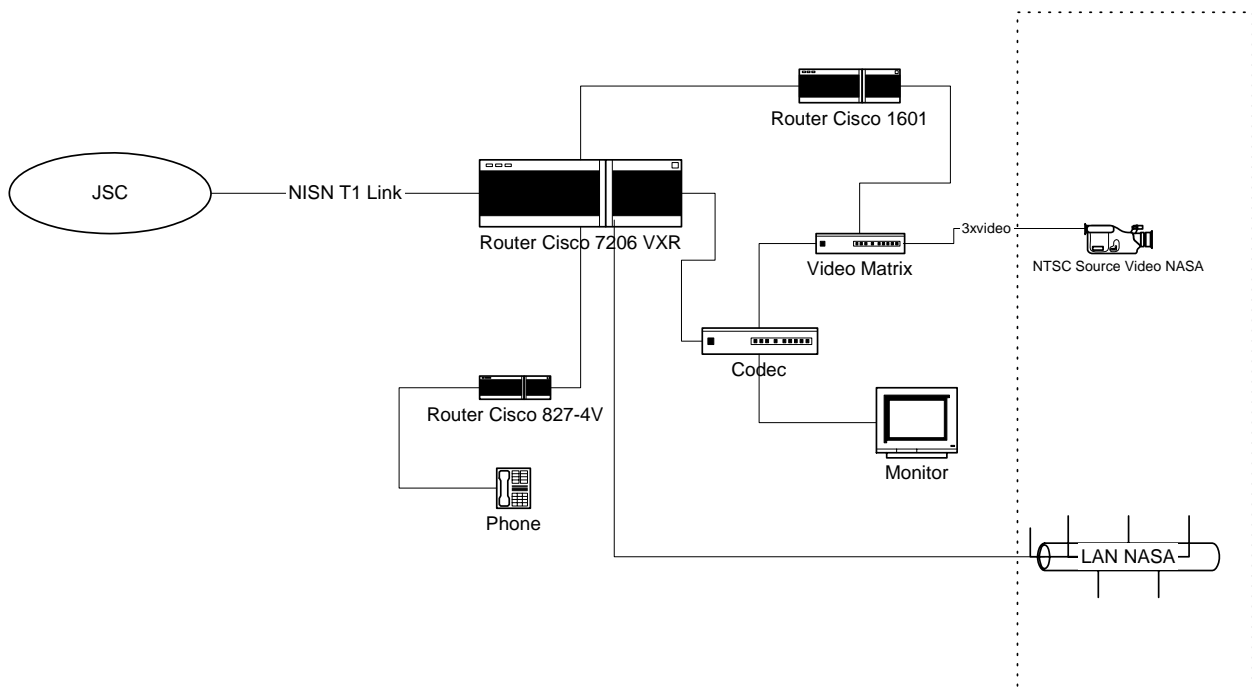 Router Cisco 1601
JSC
NISN T1 Link
Router Cisco 7206 VXR
3xvideo
Video Matrix
NTSC Source Video NASA
Codec
Router Cisco 827-4V
Monitor
Phone
LAN NASA